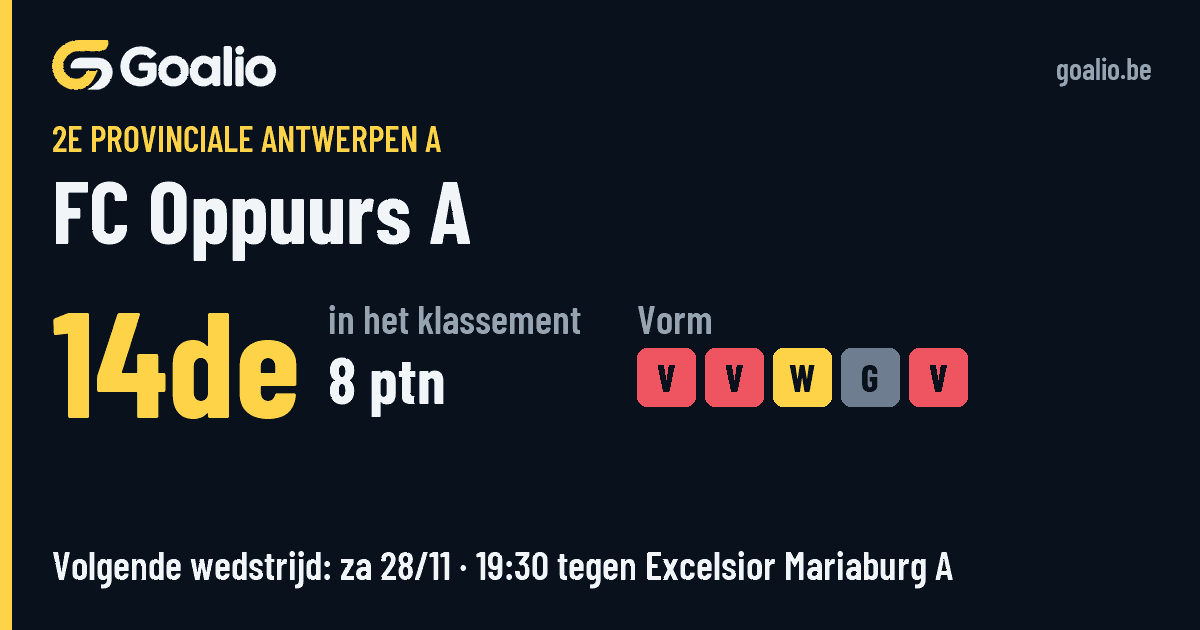 Goalio
goalio.be
2E PROVINCIALE ANTWERPEN A
FC Oppuurs A
14de
in het klassement
8 ptn
Vorm
V V W G V
Volgende wedstrijd: za 28/11 · 19:30 tegen Excelsior Mariaburg A